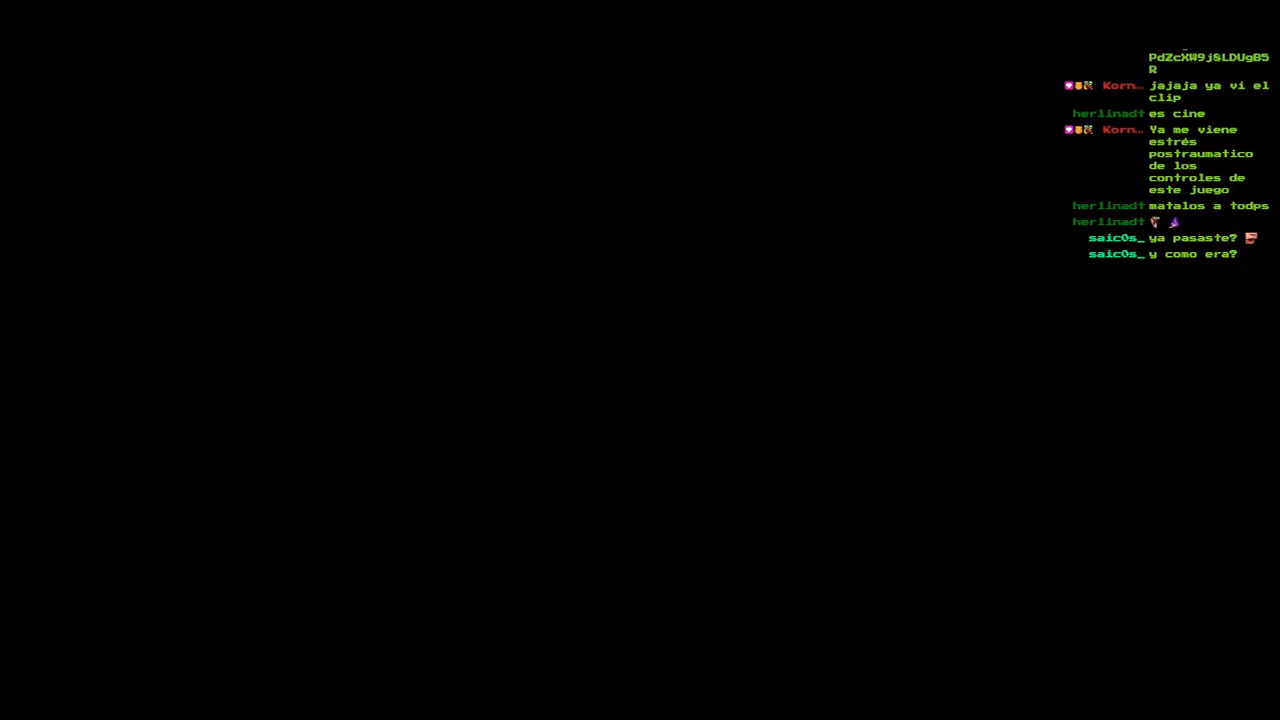 PdZcXW9j8LDUgB5
R
Korn… jajaja ya vi el
clip
herlinadt es cine
Korn… Ya me viene
estrés
postraumatico
de los
controles de
este juego
herlinadt matalos a todps
herlinadt
saic0s_ ya pasaste?
saic0s_ y como era?